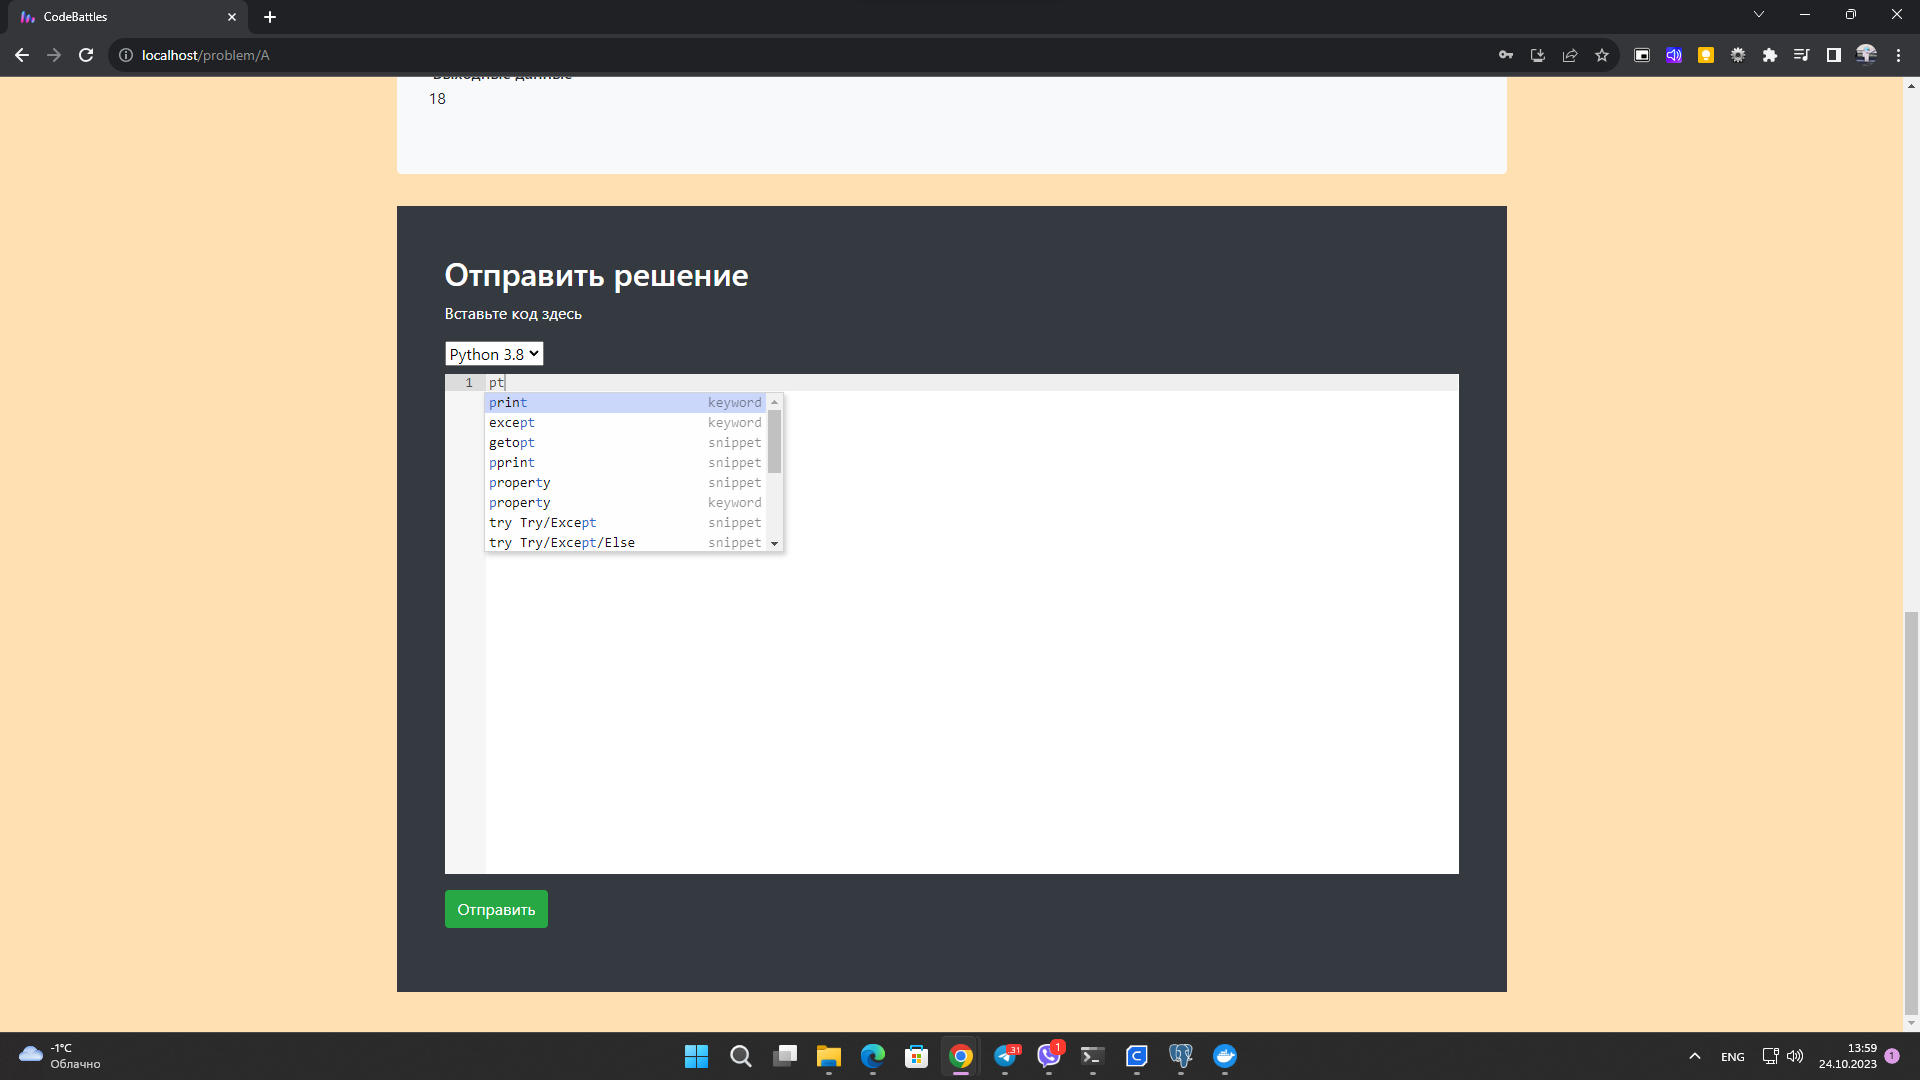 CodeBattles
localhost/problem/A
Выходные данные
18
Отправить решение
Вставьте код здесь
Python 3.8
1 pt
print keyword
except keyword
getopt snippet
pprint snippet
property snippet
property keyword
try Try/Except snippet
try Try/Except/Else snippet
Отправить
-1°C
Облачно
31
1
ENG
13:59
24.10.2023
1